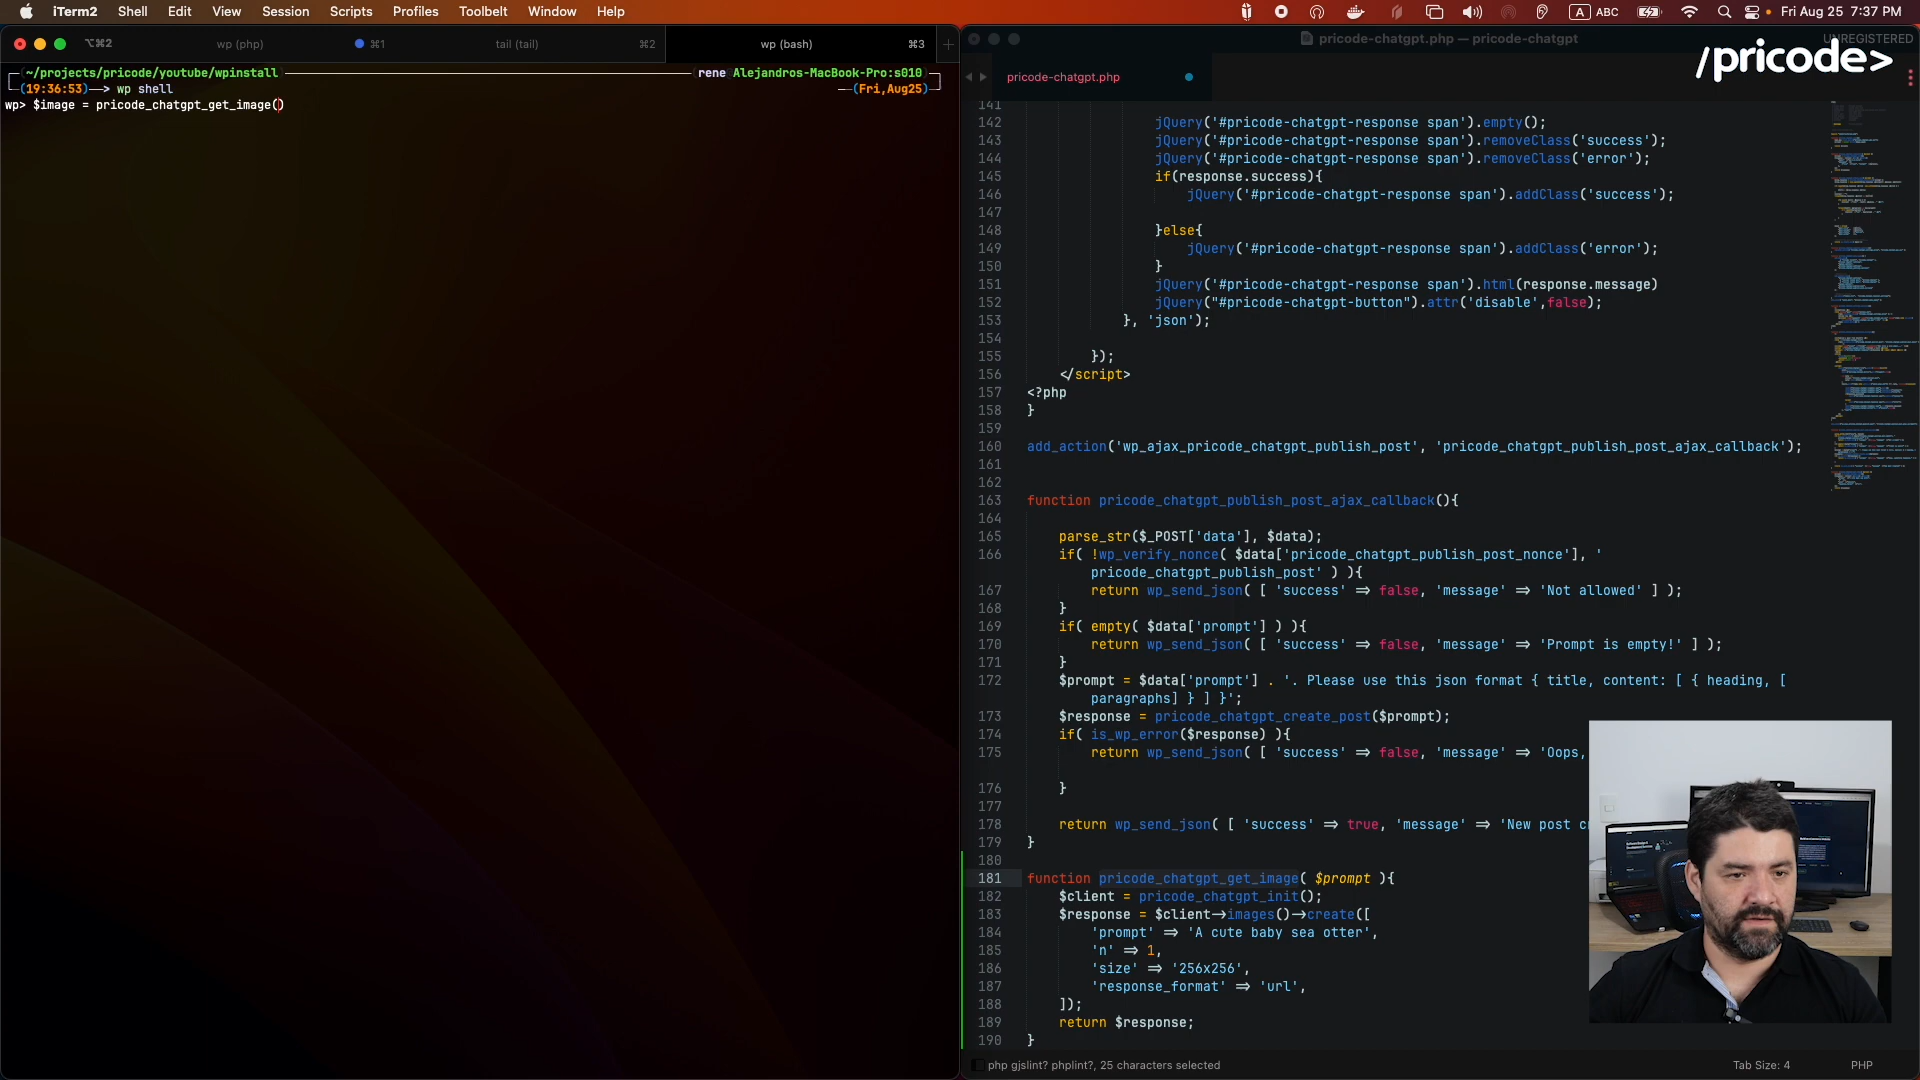 iTerm2 Shell Edit View Session Scripts Profiles Toolbelt Window Help A ABC Fri Aug 25 7:37 PM
⌥⌘2 wp (php) ⌘1 tail (tail) ⌘2 wp (bash) ⌘3
~/projects/pricode/youtube/wpinstall rene Alejandros-MacBook-Pro:s010
(19:36:53)—> wp shell (Fri,Aug25)
wp> $image = pricode_chatgpt_get_image()
pricode-chatgpt.php — pricode-chatgpt UNREGISTERED
/pricode>
pricode-chatgpt.php
141
142 jQuery('#pricode-chatgpt-response span').empty();
143 jQuery('#pricode-chatgpt-response span').removeClass('success');
144 jQuery('#pricode-chatgpt-response span').removeClass('error');
145 if(response.success){
146 jQuery('#pricode-chatgpt-response span').addClass('success');
147
148 }else{
149 jQuery('#pricode-chatgpt-response span').addClass('error');
150 }
151 jQuery('#pricode-chatgpt-response span').html(response.message)
152 jQuery("#pricode-chatgpt-button").attr('disable',false);
153 }, 'json');
154
155 });
156 </script>
157 <?php
158 }
159
160 add_action('wp_ajax_pricode_chatgpt_publish_post', 'pricode_chatgpt_publish_post_ajax_callback');
161
162
163 function pricode_chatgpt_publish_post_ajax_callback(){
164
165 parse_str($_POST['data'], $data);
166 if( !wp_verify_nonce( $data['pricode_chatgpt_publish_post_nonce'], '
pricode_chatgpt_publish_post' ) ){
167 return wp_send_json( [ 'success' => false, 'message' => 'Not allowed' ] );
168 }
169 if( empty( $data['prompt'] ) ){
170 return wp_send_json( [ 'success' => false, 'message' => 'Prompt is empty!' ] );
171 }
172 $prompt = $data['prompt'] . '. Please use this json format { title, content: [ { heading, [
paragraphs] } ] }';
173 $response = pricode_chatgpt_create_post($prompt);
174 if( is_wp_error($response) ){
175 return wp_send_json( [ 'success' => false, 'message' => 'Oops,
176 }
177
178 return wp_send_json( [ 'success' => true, 'message' => 'New post
179 }
180
181 function pricode_chatgpt_get_image( $prompt ){
182 $client = pricode_chatgpt_init();
183 $response = $client->images()->create([
184 'prompt' => 'A cute baby sea otter',
185 'n' => 1,
186 'size' => '256x256',
187 'response_format' => 'url',
188 ]);
189 return $response;
190 }
php gjslint? phplint?, 25 characters selected Tab Size: 4 PHP